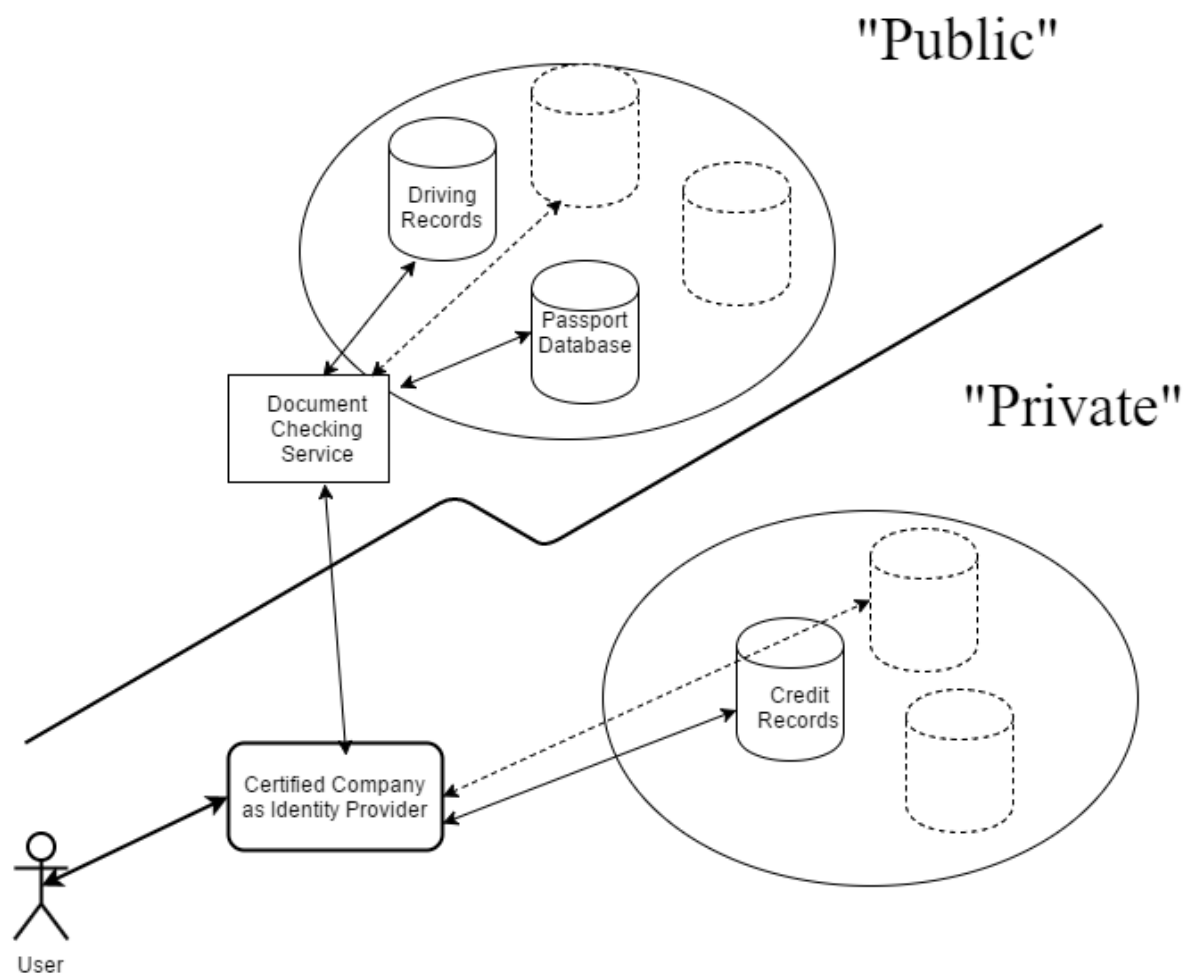 "Public"
Driving
Records
Passport
Database
Document
Checking
Service
"Private"
Credit
Records
Certified Company
as Identity Provider
User